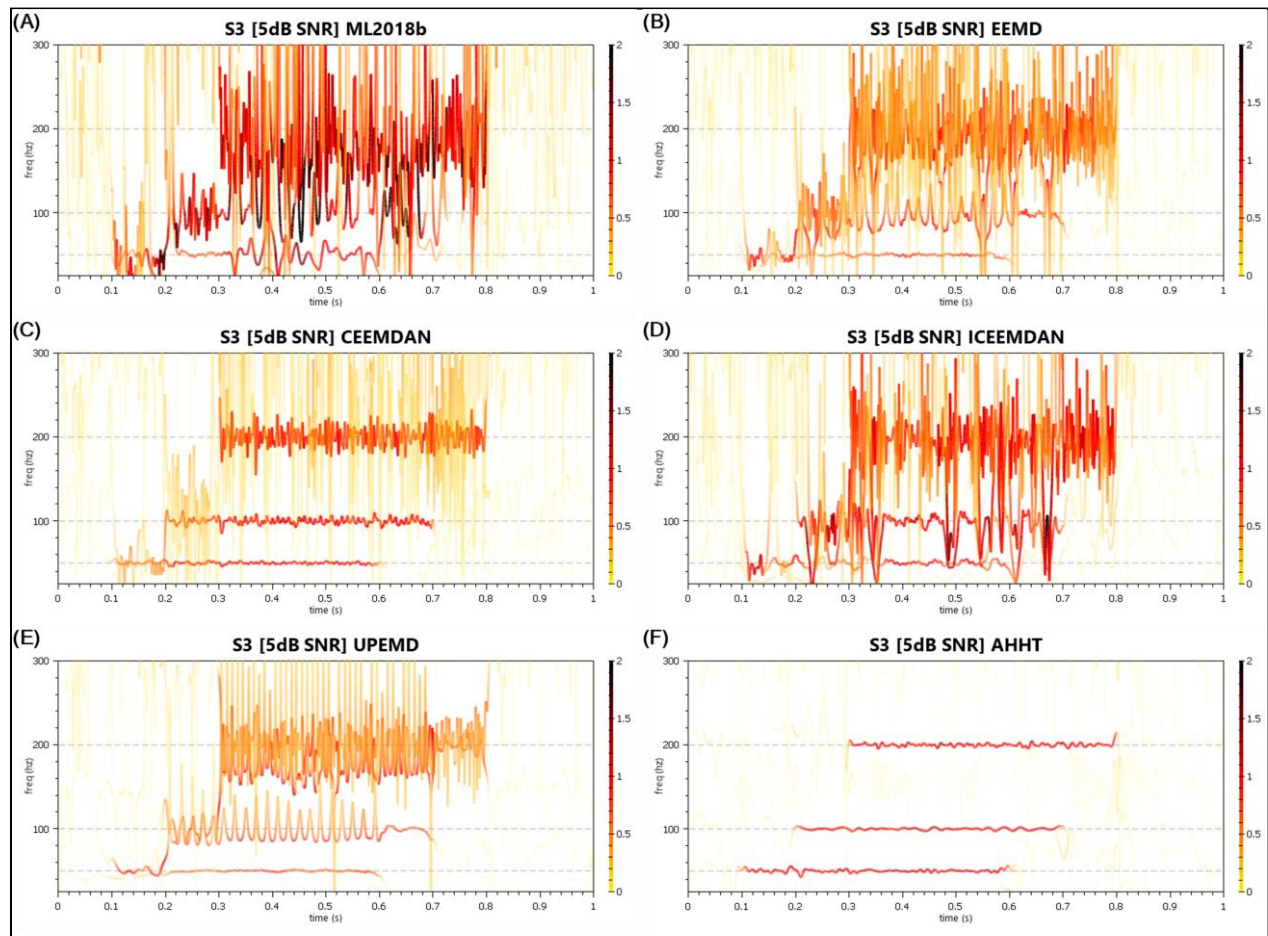 (A)
S3 [5dB SNR] ML2018b
300
200
100
freq (hz)
0 0.1 0.2 0.3 0.4 0.5 0.6 0.7 0.8 0.9 1
time (s)
2
1.5
1
0.5
0
(B)
S3 [5dB SNR] EEMD
300
200
100
freq (hz)
0 0.1 0.2 0.3 0.4 0.5 0.6 0.7 0.8 0.9 1
time (s)
2
1.5
1
0.5
0
(C)
S3 [5dB SNR] CEEMDAN
300
200
100
freq (hz)
0 0.1 0.2 0.3 0.4 0.5 0.6 0.7 0.8 0.9 1
time (s)
2
1.5
1
0.5
0
(D)
S3 [5dB SNR] ICEEMDAN
300
200
100
freq (hz)
0 0.1 0.2 0.3 0.4 0.5 0.6 0.7 0.8 0.9 1
time (s)
2
1.5
1
0.5
0
(E)
S3 [5dB SNR] UPEMD
300
200
100
freq (hz)
0 0.1 0.2 0.3 0.4 0.5 0.6 0.7 0.8 0.9 1
time (s)
2
1.5
1
0.5
0
(F)
S3 [5dB SNR] AHHT
300
200
100
freq (hz)
0 0.1 0.2 0.3 0.4 0.5 0.6 0.7 0.8 0.9 1
time (s)
2
1.5
1
0.5
0